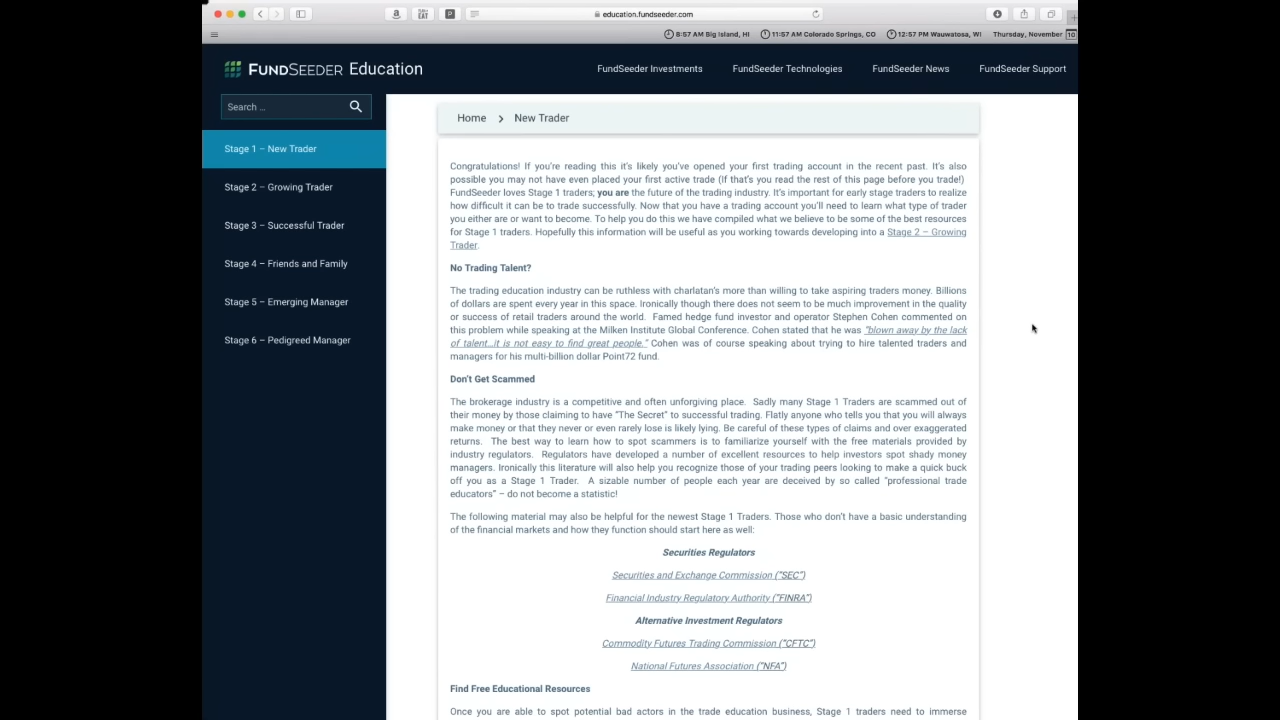 education.fundseeder.com
8:57 AM Big Island, HI 11:57 AM Colorado Springs, CO 12:57 PM Wauwatosa, WI Thursday, November 10
FUNDSEEDER Education
FundSeeder Investments FundSeeder Technologies FundSeeder News FundSeeder Support
Search ...
Stage 1 – New Trader
Stage 2 – Growing Trader
Stage 3 – Successful Trader
Stage 4 – Friends and Family
Stage 5 – Emerging Manager
Stage 6 – Pedigreed Manager
Home > New Trader
Congratulations! If you're reading this it's likely you've opened your first trading account in the recent past. It's also
possible you may not have even placed your first active trade (If that's you read the rest of this page before you trade!)
FundSeeder loves Stage 1 traders; you are the future of the trading industry. It's important for early stage traders to realize
how difficult it can be to trade successfully. Now that you have a trading account you'll need to learn what type of trader
you either are or want to become. To help you do this we have compiled what we believe to be some of the best resources
for Stage 1 traders. Hopefully this information will be useful as you working towards developing into a Stage 2 – Growing
Trader.
No Trading Talent?
The trading education industry can be ruthless with charlatan's more than willing to take aspiring traders money. Billions
of dollars are spent every year in this space. Ironically though there does not seem to be much improvement in the quality
or success of retail traders around the world. Famed hedge fund investor and operator Stephen Cohen commented on
this problem while speaking at the Milken Institute Global Conference. Cohen stated that he was "blown away by the lack
of talent...it is not easy to find great people." Cohen was of course speaking about trying to hire talented traders and
managers for his multi-billion dollar Point72 fund.
Don't Get Scammed
The brokerage industry is a competitive and often unforgiving place. Sadly many Stage 1 Traders are scammed out of
their money by those claiming to have "The Secret" to successful trading. Flatly anyone who tells you that you will always
make money or that they never or even rarely lose is likely lying. Be careful of these types of claims and over exaggerated
returns. The best way to learn how to spot scammers is to familiarize yourself with the free materials provided by
industry regulators. Regulators have developed a number of excellent resources to help investors spot shady money
managers. Ironically this literature will also help you recognize those of your trading peers looking to make a quick buck
off you as a Stage 1 Trader. A sizable number of people each year are deceived by so called "professional trade
educators" – do not become a statistic!
The following material may also be helpful for the newest Stage 1 Traders. Those who don't have a basic understanding
of the financial markets and how they function should start here as well:
Securities Regulators
Securities and Exchange Commission ("SEC")
Financial Industry Regulatory Authority ("FINRA")
Alternative Investment Regulators
Commodity Futures Trading Commission ("CFTC")
National Futures Association ("NFA")
Find Free Educational Resources
Once you are able to spot potential bad actors in the trade education business, Stage 1 traders need to immerse